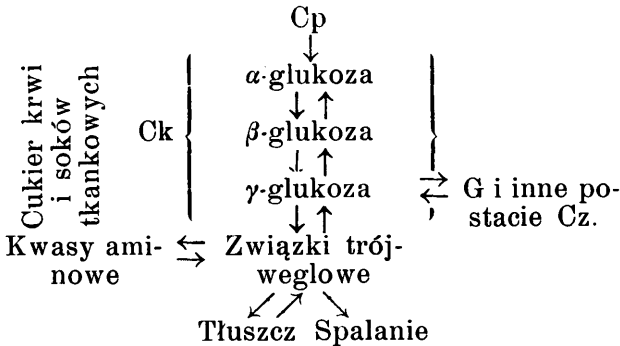 Cp
α-glukoza
Cukier krwi
i soków
tkankowych
Ck
β-glukoza
γ-glukoza
G i inne po-
stacie Cz.
Kwasy ami-
nowe
Związki trój-
węglowe
Tłuszcz Spalanie